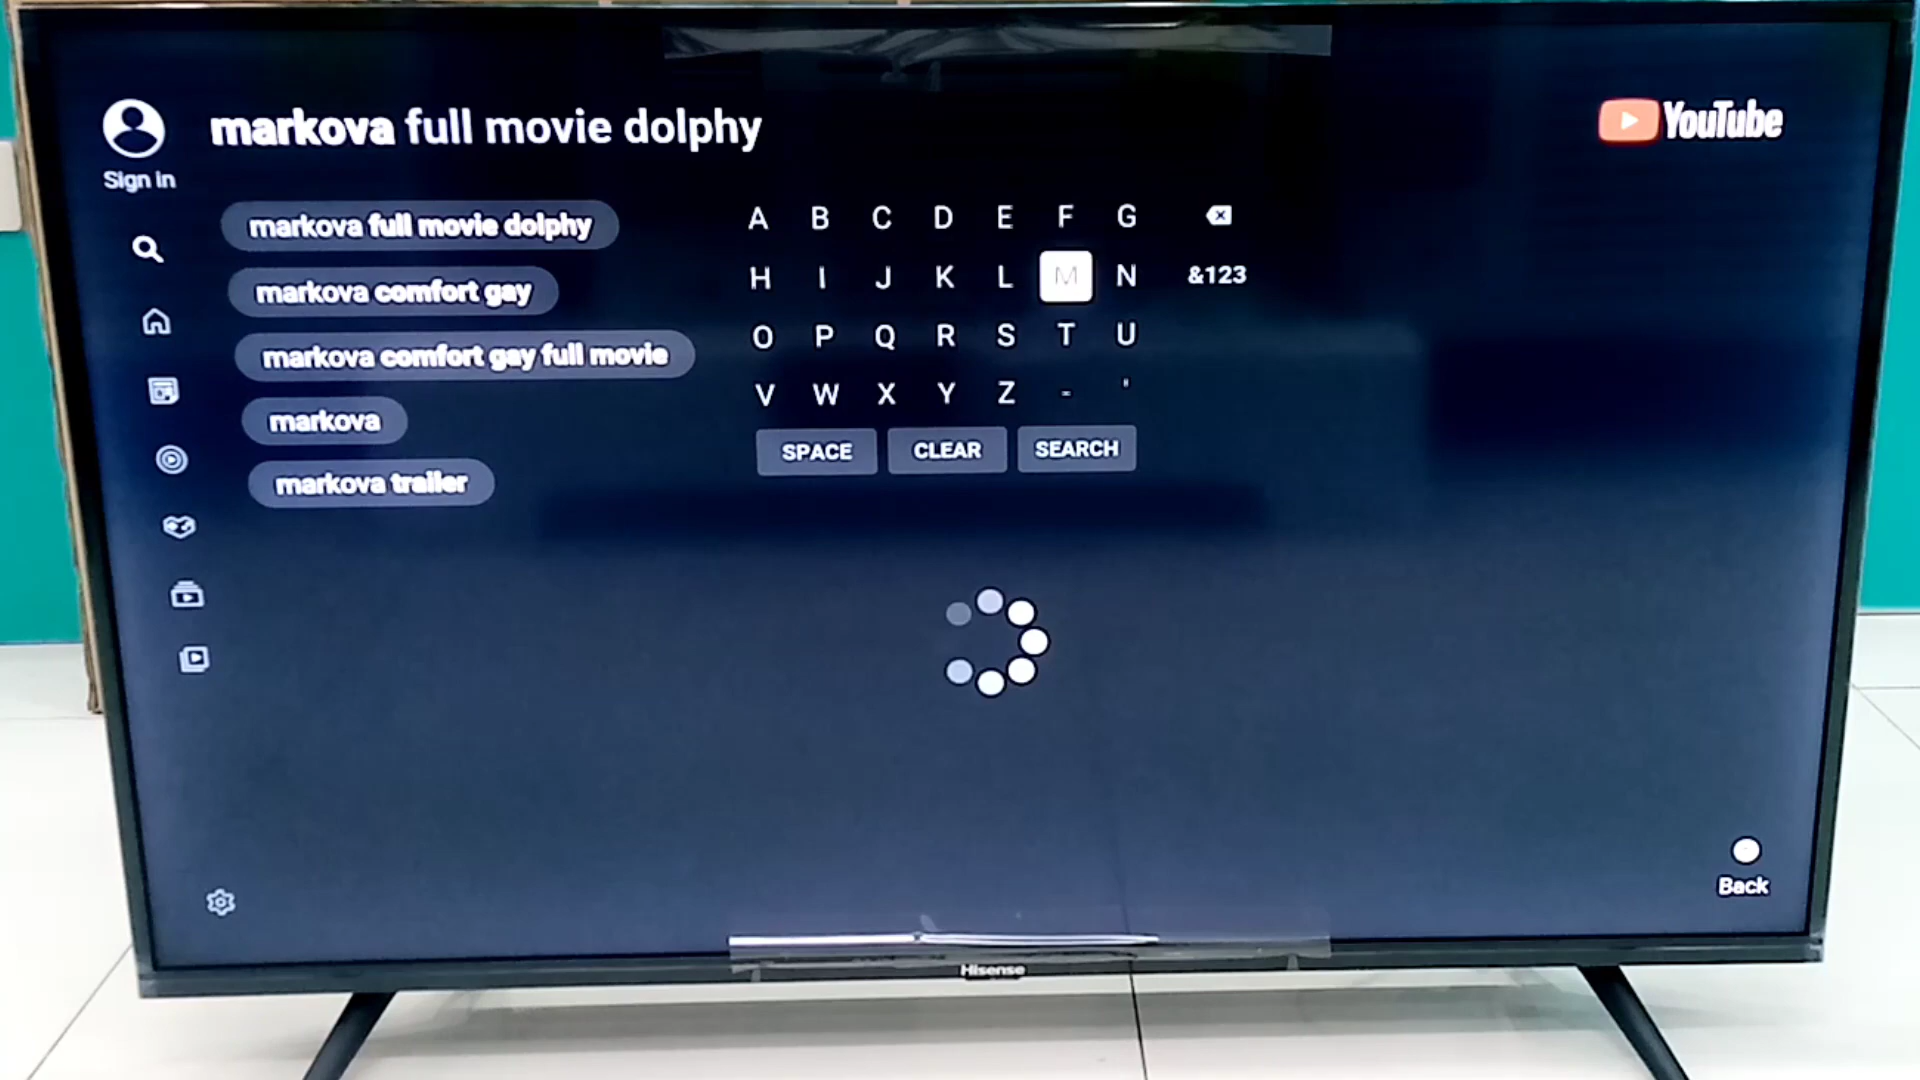 markova full movie dolphy
YouTube
Sign in
markova full movie dolphy
markova comfort gay
markova comfort gay full movie
markova
markova trailer
A B C D E F G
H I J K L M N &123
O P Q R S T U
V W X Y Z - '
SPACE CLEAR SEARCH
Back
Hisense